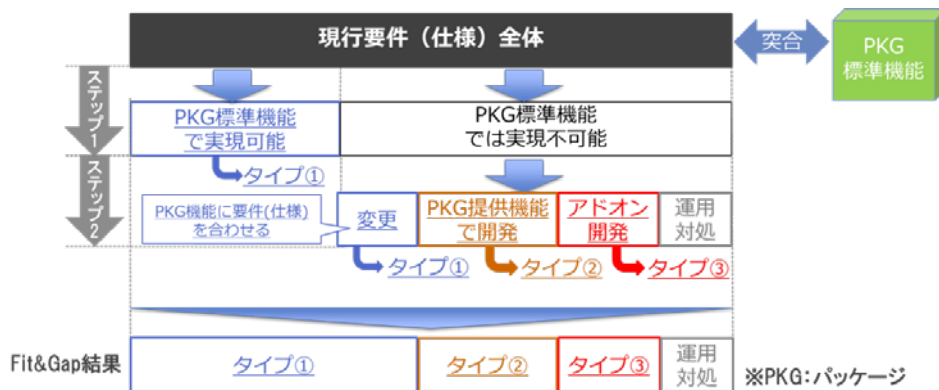 現行要件（仕様）全体
突合
PKG
標準機能
ステップ1
PKG標準機能
で実現可能
PKG標準機能
では実現不可能
タイプ①
ステップ2
PKG機能に要件(仕様)
を合わせる
変更
PKG提供機能
で開発
アドオン
開発
運用
対処
タイプ①
タイプ②
タイプ③
Fit&Gap結果
タイプ①
タイプ②
タイプ③
運用
対処
※PKG：パッケージ